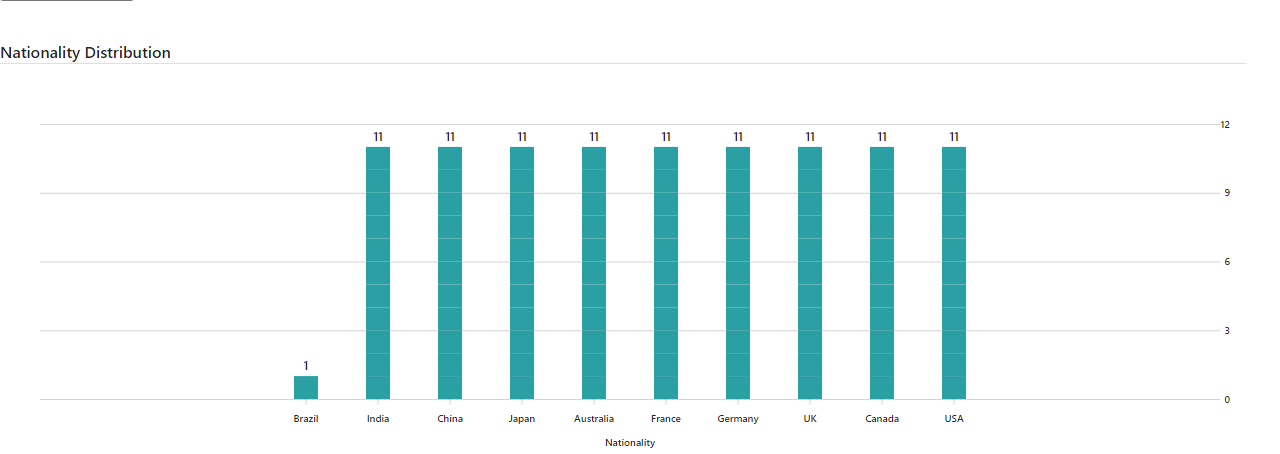 Nationality Distribution
12
11 11 11 11 11 11 11 11 11
9
6
3
1
0
Brazil India China Japan Australia France Germany UK Canada USA
Nationality